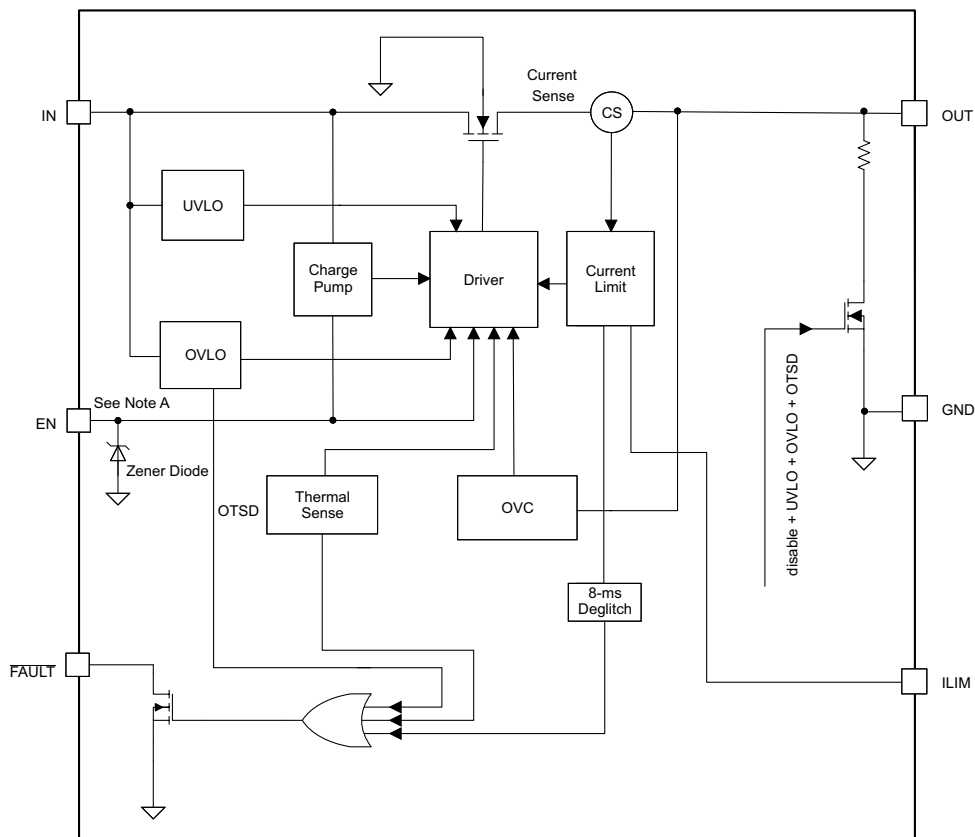 Current
Sense
IN
CS
OUT
UVLO
Charge
Pump
Driver
Current
Limit
OVLO
See Note A
EN
GND
Zener Diode
OTSD
Thermal
Sense
OVC
disable + UVLO + OVLO + OTSD
8-ms
Deglitch
FAULT
ILIM